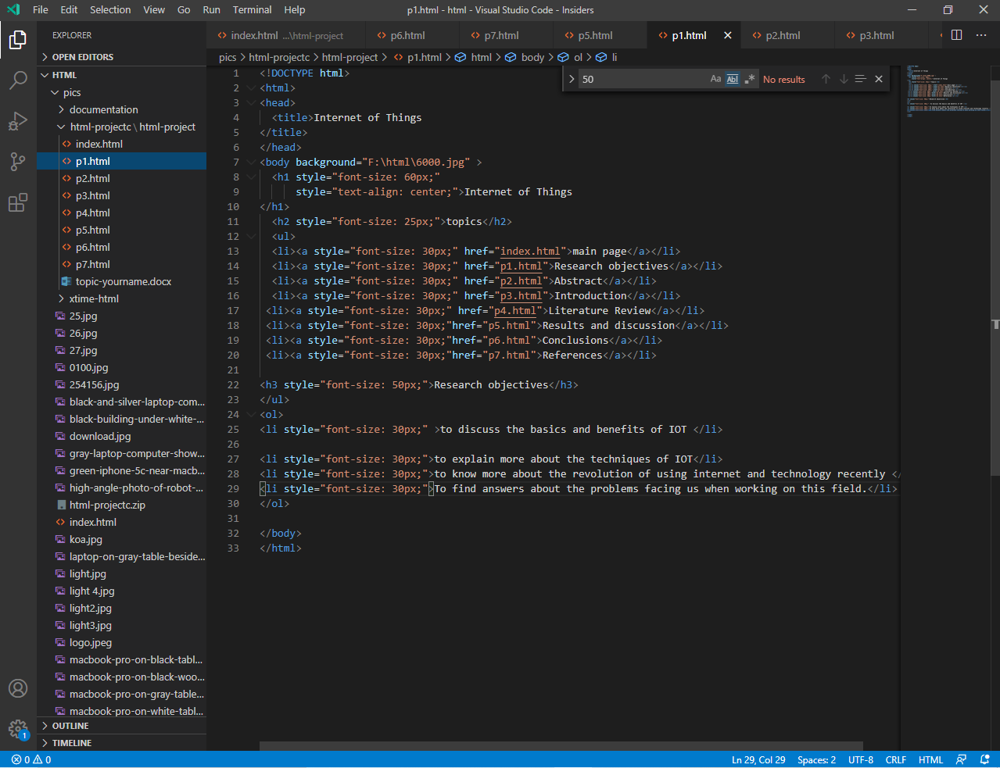 File Edit Selection View Go Run Terminal Help
p1.html - html - Visual Studio Code - Insiders
EXPLORER
OPEN EDITORS
HTML
pics
documentation
html-projectc \ html-project
index.html
p1.html
p2.html
p3.html
p4.html
p5.html
p6.html
p7.html
topic-yourname.docx
xtime-html
25.jpg
26.jpg
27.jpg
0100.jpg
254156.jpg
black-and-silver-laptop-com...
black-building-under-white-...
download.jpg
gray-laptop-computer-show...
green-iphone-5c-near-macb...
high-angle-photo-of-robot-...
html-projectc.zip
index.html
koa.jpg
laptop-on-gray-table-beside...
light.jpg
light 4.jpg
light2.jpg
light3.jpg
logo.jpeg
macbook-pro-on-black-tabl...
macbook-pro-on-black-woo...
macbook-pro-on-gray-table...
macbook-pro-on-white-tabl...
OUTLINE
TIMELINE
1
index.html ...\html-project p6.html p7.html p5.html p1.html p2.html p3.html
pics > html-projectc > html-project > p1.html > html > body > ol > li
50 Aa Abl .* No results
1 <!DOCTYPE html>
2 <html>
3 <head>
4 <title>Internet of Things
5 </title>
6 </head>
7 <body background="F:\html\6000.jpg" >
8 <h1 style="font-size: 60px;"
9 style="text-align: center;">Internet of Things
10 </h1>
11 <h2 style="font-size: 25px;">topics</h2>
12 <ul>
13 <li><a style="font-size: 30px;" href="index.html">main page</a></li>
14 <li><a style="font-size: 30px;" href="p1.html">Research objectives</a></li>
15 <li><a style="font-size: 30px;" href="p2.html">Abstract</a></li>
16 <li><a style="font-size: 30px;" href="p3.html">Introduction</a></li>
17 <li><a style="font-size: 30px;" href="p4.html">Literature Review</a></li>
18 <li><a style="font-size: 30px;"href="p5.html">Results and discussion</a></li>
19 <li><a style="font-size: 30px;"href="p6.html">Conclusions</a></li>
20 <li><a style="font-size: 30px;"href="p7.html">References</a></li>
21
22 <h3 style="font-size: 50px;">Research objectives</h3>
23 </ul>
24 <ol>
25 <li style="font-size: 30px;" >to discuss the basics and benefits of IOT </li>
26
27 <li style="font-size: 30px;">to explain more about the techniques of IOT</li>
28 <li style="font-size: 30px;">to know more about the revolution of using internet and technology recently </
29 <li style="font-size: 30px;">To find answers about the problems facing us when working on this field.</li>
30 </ol>
31
32 </body>
33 </html>
0 0 Ln 29, Col 29 Spaces: 2 UTF-8 CRLF HTML